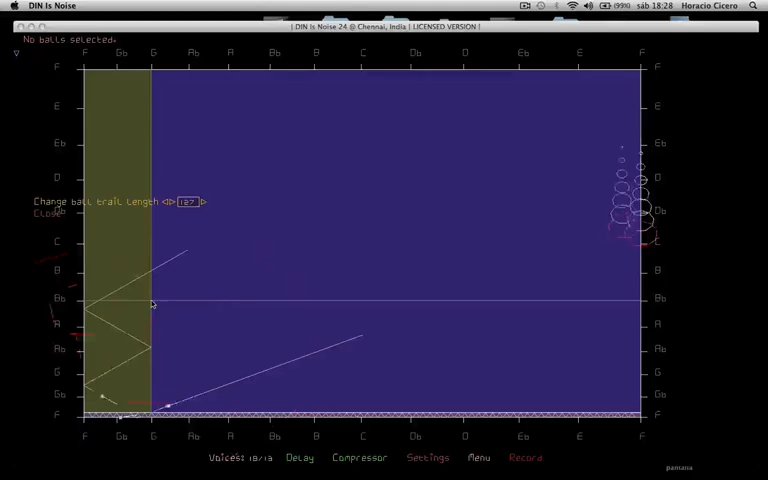 DIN Is Noise
(99%) sáb 18:28 Horacio Cicero
| DIN Is Noise 24 @ Chennai, India | LICENSED VERSION |
No balls selected.
F Gb G Ab A Bb B C Db D Eb E F
F F
E E
Eb Eb
D D
Change ball trail length 127
Close
Db Db
C C
B B
Bb Bb
A A
Ab Ab
G G
Gb Gb
F F
F Gb G Ab A Bb B C Db D Eb E F
Voices: 18/13 Delay Compressor Settings Menu Record